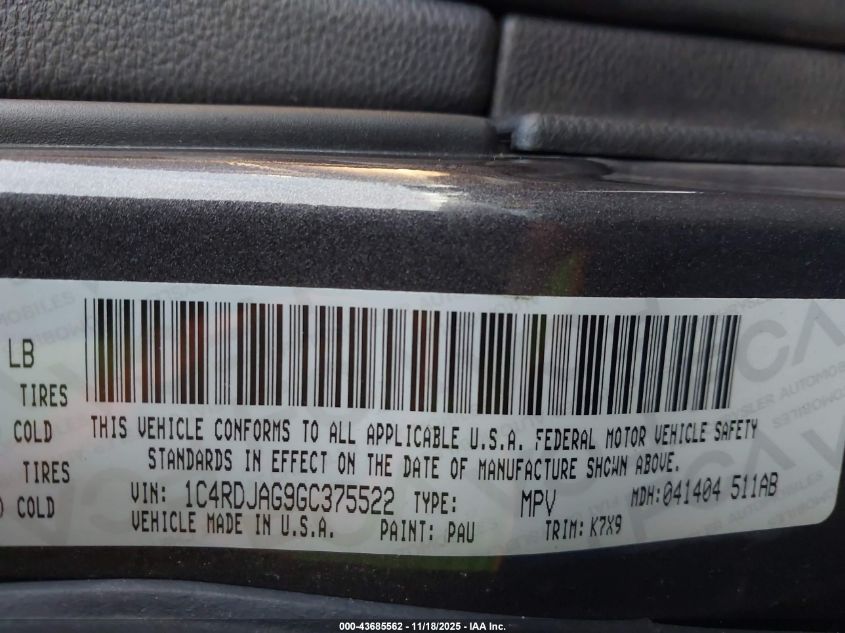 LB
TIRES
COLD
TIRES
COLD
THIS VEHICLE CONFORMS TO ALL APPLICABLE U.S.A. FEDERAL MOTOR VEHICLE SAFETY
STANDARDS IN EFFECT ON THE DATE OF MANUFACTURE SHOWN ABOVE.
VIN: 1C4RDJAG9GC375522 TYPE: MPV MDH:041404 511AB
VEHICLE MADE IN U.S.A. PAINT: PAU TRIM: K7X9
000-43685562 - 11/18/2025 - IAA Inc.